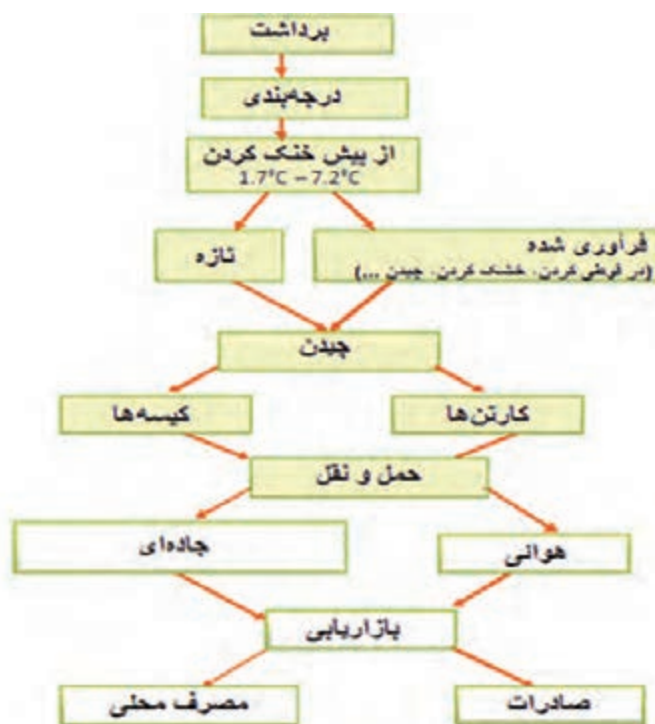 برداشت
درجه‌بندی
از پیش خنک کردن
1.7°C – 7.2°C
فرآوری شده
(در قوطی کردن، خشک کردن، چیدن ...)
تازه
چیدن
کارتن‌ها
کیسه‌ها
حمل و نقل
هوائی
جاده‌ای
بازاریابی
صادرات
مصرف محلی